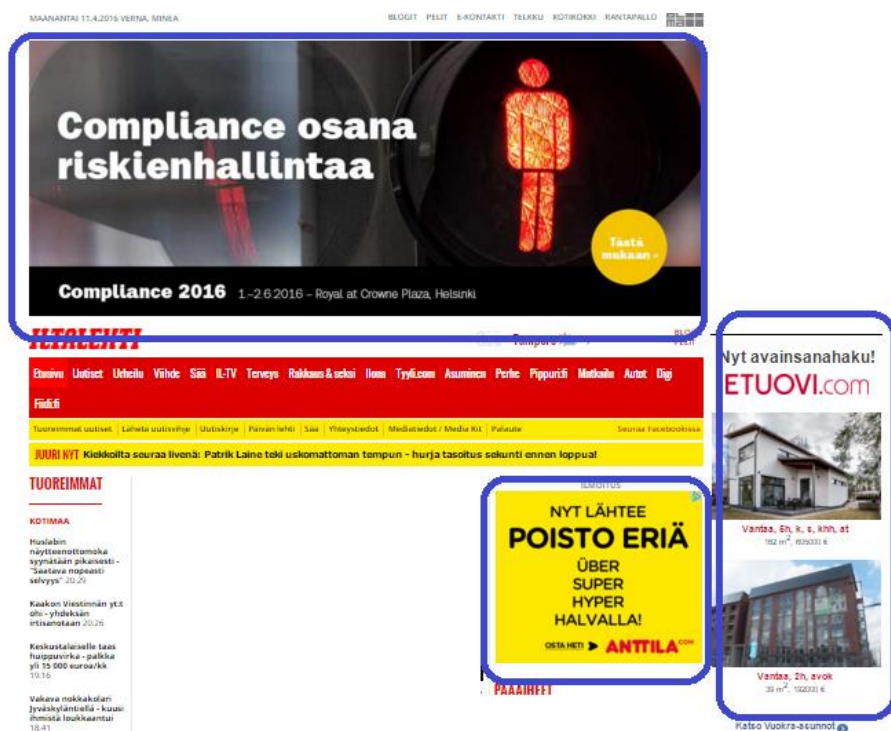 MAANANTAI 11.4.2016 VERNA, MINEA
BLOGIT PELIT E-KONTAKTI TELKKU KOTIKOKKI RANTAPALLO
Compliance osana
riskienhallintaa
Tästä
mukaan »
Compliance 2016 1.–2.6.2016 – Royal at Crowne Plaza, Helsinki
ILTALEHTI
Tampere
Etusivu Uutiset Urheilu Viihde Sää IL-TV Terveys Rakkaus & seksi Ilona Tyyli.com Asuminen Perhe Pippuri.fi Matkailu Autot Digi
Fiidi.fi
Tuoreimmat uutiset Lähetä uutisvihje Uutiskirje Päivän lehti Sää Yhteystiedot Mediatiedot / Media Kit Palaute Seuraa Facebookissa
JUURI NYT Kiekkoilta seuraa livenä: Patrik Laine teki uskomattoman tempun - hurja tasoitus sekunti ennen loppua!
TUOREIMMAT
KOTIMAA
Huslabin
näytteenottomoka
syynätään pikaisesti -
"Saatava nopeasti
selvyys" 20:29
Kaakon Viestinnän yt:t
ohi - yhdeksän
irtisanotaan 20:26
Keskustalaiselle taas
huippuvirka - palkka
yli 15 000 euroa/kk
19:16
Vakava nokkakolari
Jyväskyläntiellä - kuusi
ihmistä loukkaantui
18:41
ILMOITUS
NYT LÄHTEE
POISTO ERIÄ
ÜBER
SUPER
HYPER
HALVALLA!
OSTA HETI ANTTILA.COM
PÄÄAIHEET
Nyt avainsanahaku!
ETUOVI.com
Vantaa, 6h, k, s, khh, at
182 m², 605000 €
Vantaa, 2h, avok
39 m², 192000 €
Katso Vuokra-asunnot